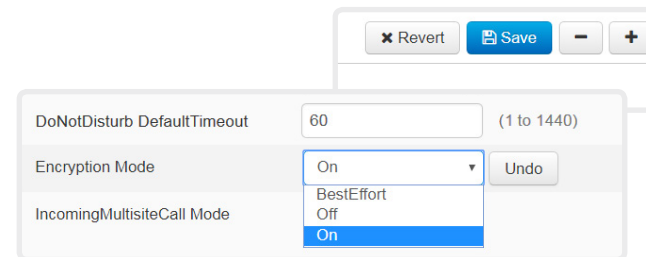 ✖ Revert Save − +
DoNotDisturb DefaultTimeout 60 (1 to 1440)
Encryption Mode On ▾ Undo
BestEffort
IncomingMultisiteCall Mode Off
On